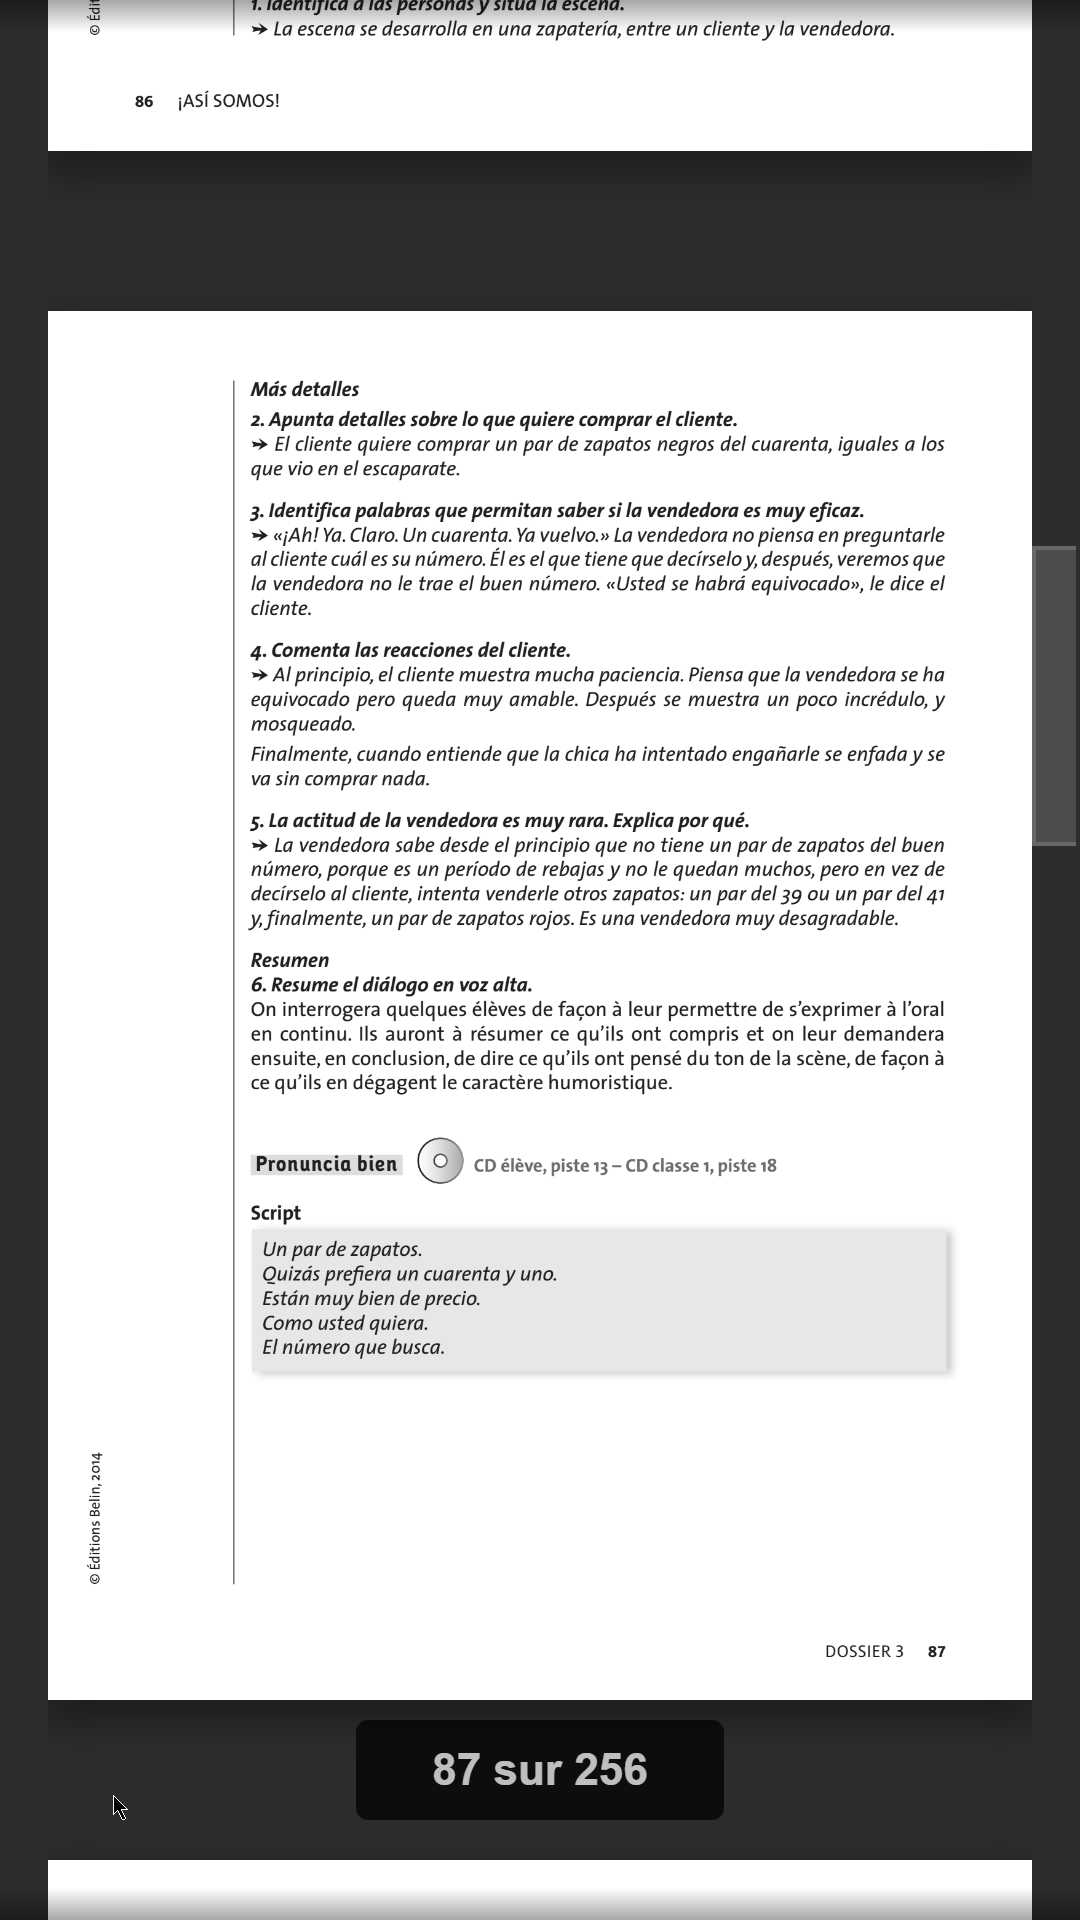 1. Identifica a las personas y sitúa la escena.
➔ La escena se desarrolla en una zapatería, entre un cliente y la vendedora.
© Édit
86 ¡ASÍ SOMOS!
Más detalles
2. Apunta detalles sobre lo que quiere comprar el cliente.
➔ El cliente quiere comprar un par de zapatos negros del cuarenta, iguales a los
que vio en el escaparate.
3. Identifica palabras que permitan saber si la vendedora es muy eficaz.
➔ «¡Ah! Ya. Claro. Un cuarenta. Ya vuelvo.» La vendedora no piensa en preguntarle
al cliente cuál es su número. Él es el que tiene que decírselo y, después, veremos que
la vendedora no le trae el buen número. «Usted se habrá equivocado», le dice el
cliente.
4. Comenta las reacciones del cliente.
➔ Al principio, el cliente muestra mucha paciencia. Piensa que la vendedora se ha
equivocado pero queda muy amable. Después se muestra un poco incrédulo, y
mosqueado.
Finalmente, cuando entiende que la chica ha intentado engañarle se enfada y se
va sin comprar nada.
5. La actitud de la vendedora es muy rara. Explica por qué.
➔ La vendedora sabe desde el principio que no tiene un par de zapatos del buen
número, porque es un período de rebajas y no le quedan muchos, pero en vez de
decírselo al cliente, intenta venderle otros zapatos: un par del 39 ou un par del 41
y, finalmente, un par de zapatos rojos. Es una vendedora muy desagradable.
Resumen
6. Resume el diálogo en voz alta.
On interrogera quelques élèves de façon à leur permettre de s'exprimer à l'oral
en continu. Ils auront à résumer ce qu'ils ont compris et on leur demandera
ensuite, en conclusion, de dire ce qu'ils ont pensé du ton de la scène, de façon à
ce qu'ils en dégagent le caractère humoristique.
Pronuncia bien CD élève, piste 13 – CD classe 1, piste 18
Script
Un par de zapatos.
Quizás prefiera un cuarenta y uno.
Están muy bien de precio.
Como usted quiera.
El número que busca.
© Éditions Belin, 2014
DOSSIER 3 87
87 sur 256